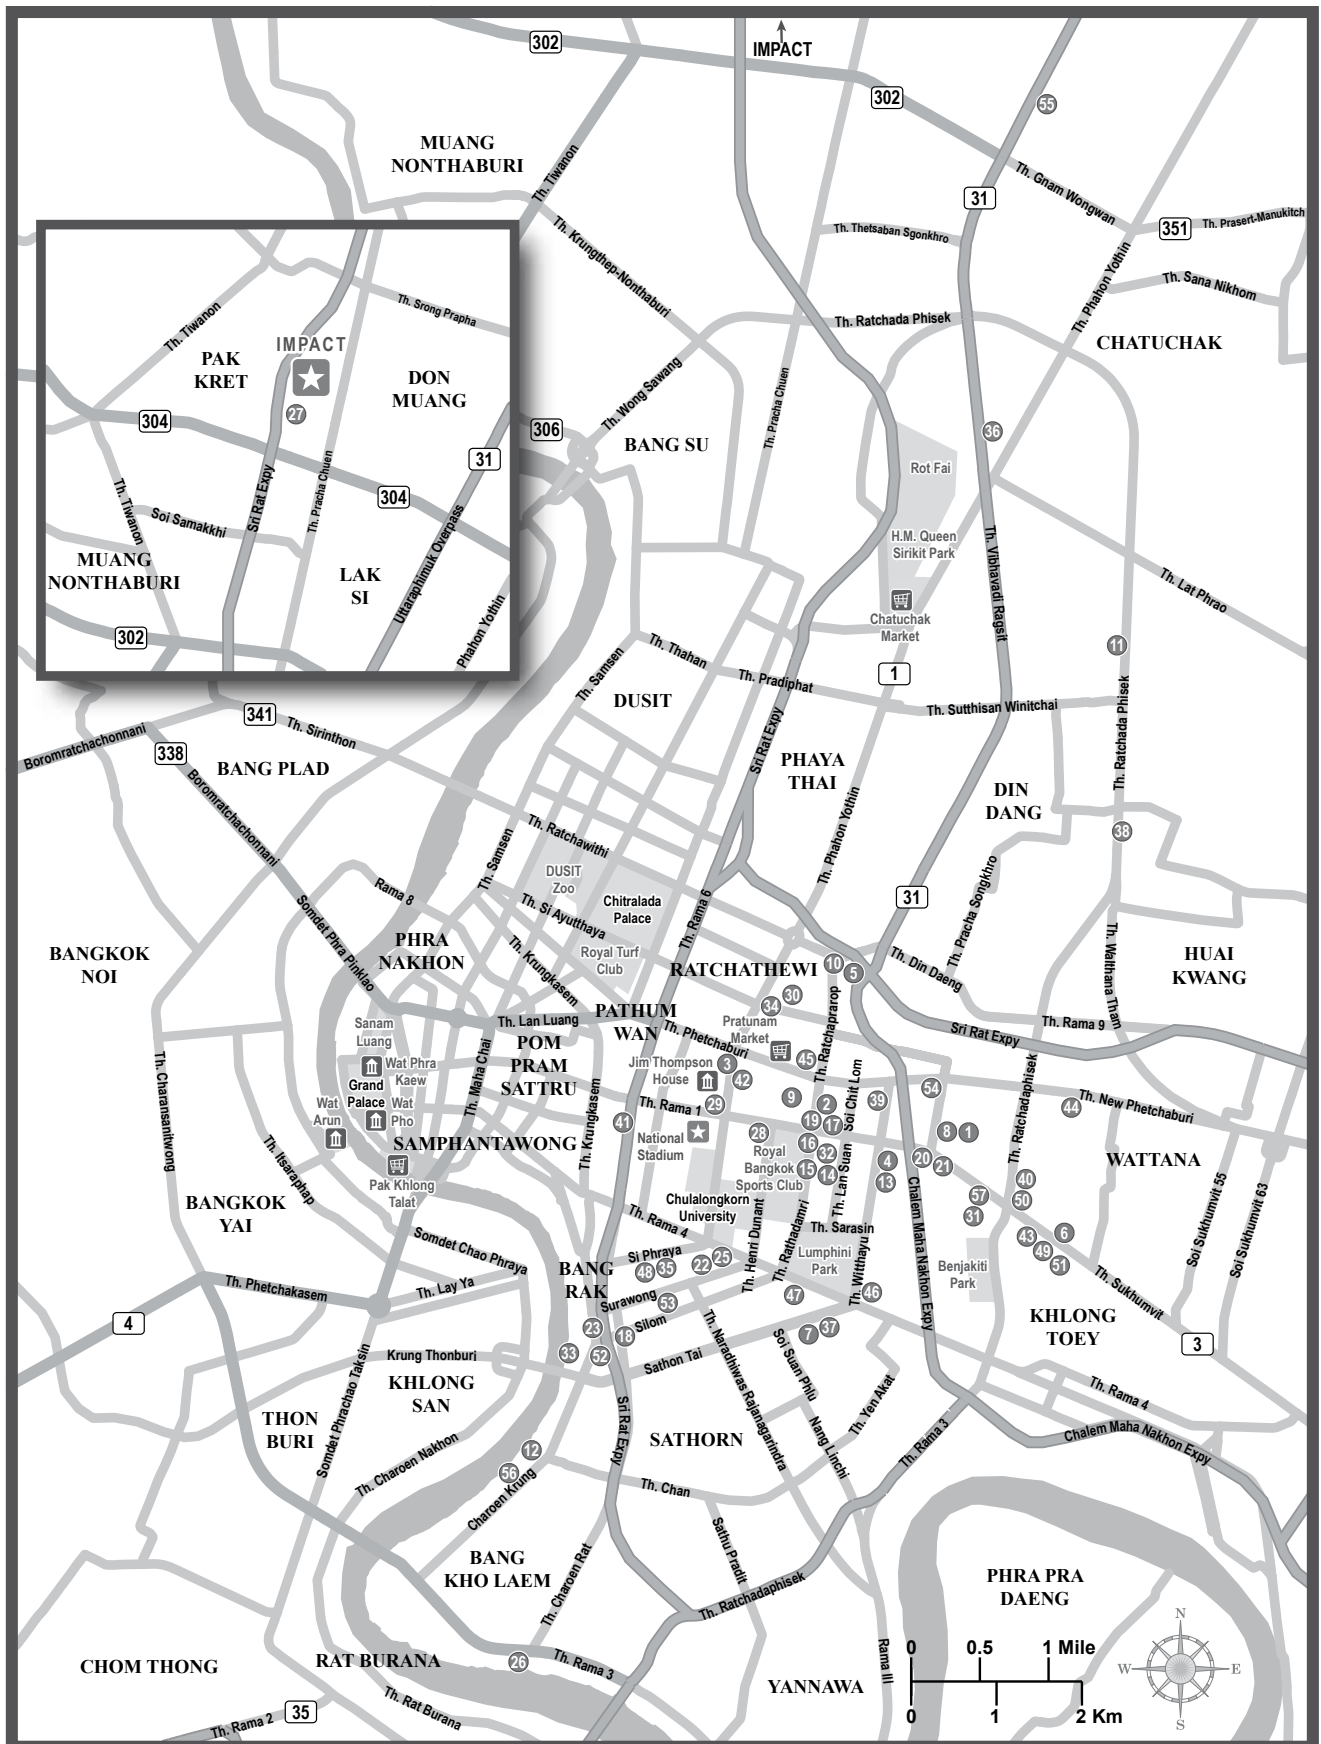 302
IMPACT
302
55
MUANG
NONTHABURI
Th. Tiwanon
Th. Gnam Wongwan
31
351
Th. Prasert-Manukitch
Th. Thetsaban Sgonkhro
Th. Krungthep-Nonthaburi
Th. Phahon Yothin
Th. Sana Nikhom
Th. Ratchada Phisek
CHATUCHAK
Th. Srong Prapha
Th. Tiwanon
IMPACT
PAK
KRET
DON
MUANG
27
304
31
304
Sri Rat Expy
Th. Pracha Chuen
Th. Tiwanon
Soi Samakkhi
MUANG
NONTHABURI
LAK
SI
Uttaraphimuk Overpass
302
Phahon Yothin
306
Th. Wong Sawang
BANG SU
Th. Pracha Chuen
36
Rot Fai
H.M. Queen
Sirikit Park
Chatuchak
Market
Th. Vibhavadi Ragsit
Th. Lat Phrao
11
1
Th. Thahan
Th. Pradiphat
Th. Samsen
DUSIT
Th. Sutthisan Winitchai
Th. Ratchada Phisek
341
Th. Sirinthon
Boromratchachonnani
338
BANG PLAD
Boromratchachonnani
Sri Rat Expy
PHAYA
THAI
DIN
DANG
Th. Phahon Yothin
38
Th. Ratchawithi
Th. Samsen
DUSIT
Zoo
Chitralada
Palace
Rama 8
Th. Si Ayutthaya
Th. Rama 6
31
Th. Pracha Songkhro
Somdet Phra Pinklao
BANGKOK
NOI
PHRA
NAKHON
Th. Krungkasem
Royal Turf
Club
RATCHATHEWI
10
5
Th. Din Daeng
Th. Watthana Tham
HUAI
KWANG
30
34
PATHUM
WAN
Th. Lan Luang
Sanam
Luang
POM
PRAM
SATTRU
Th. Phetchaburi
Pratunam
Market
Th. Ratchaprarop
Sri Rat Expy
Th. Rama 9
Wat Phra
Kaew
Grand
Palace
Wat
Arun
Wat
Pho
Th. Maha Chai
Jim Thompson
House
3
42
45
Th. Charansanitwong
Th. Krungkasem
Th. Rama 1
29
9
2
Soi Chit Lom
39
54
Th. Ratchadaphisek
44
Th. New Phetchaburi
41
National
Stadium
28
19
17
8
1
SAMPHANTAWONG
Pak Khlong
Talat
Th. Itsaraphap
Royal
Bangkok
Sports Club
16
32
15
14
Th. Lan Suan
4
13
20
21
WATTANA
BANGKOK
YAI
Chulalongkorn
University
57
31
40
50
Soi Sukhumvit 55
Soi Sukhumvit 63
Th. Rama 4
Th. Henri Dunant
Th. Rathadamri
Th. Sarasin
Lumphini
Park
Th. Witthayu
Chalem Maha Nakhon Expy
Benjakiti
Park
43
6
49
51
Somdet Chao Phraya
Si Phraya
48
35
22
25
BANG
RAK
Th. Phetchakasem
Th. Lay Ya
Surawong
53
47
46
Th. Sukhumvit
KHLONG
TOEY
3
4
23
18
Silom
7
37
33
52
Sathon Tai
Krung Thonburi
KHLONG
SAN
Somdet Phrachao Taksin
THON
BURI
Sri Rat Expy
SATHORN
Th. Naradhiwas Rajanagarindra
Soi Suan Phlu
Nang Linchi
Th. Yen Akat
Th. Rama 3
Th. Rama 4
Chalem Maha Nakhon Expy
12
56
Th. Charoen Nakhon
Charoen Krung
Th. Chan
Sathu Pradit
BANG
KHO LAEM
Th. Charoen Rat
Th. Ratchadaphisek
PHRA PRA
DAENG
CHOM THONG
RAT BURANA
26
Th. Rama 3
YANNAWA
Rama III
Th. Rama 2
35
Th. Rat Burana
0 0.5 1 Mile
0 1 2 Km
N
W
E
S